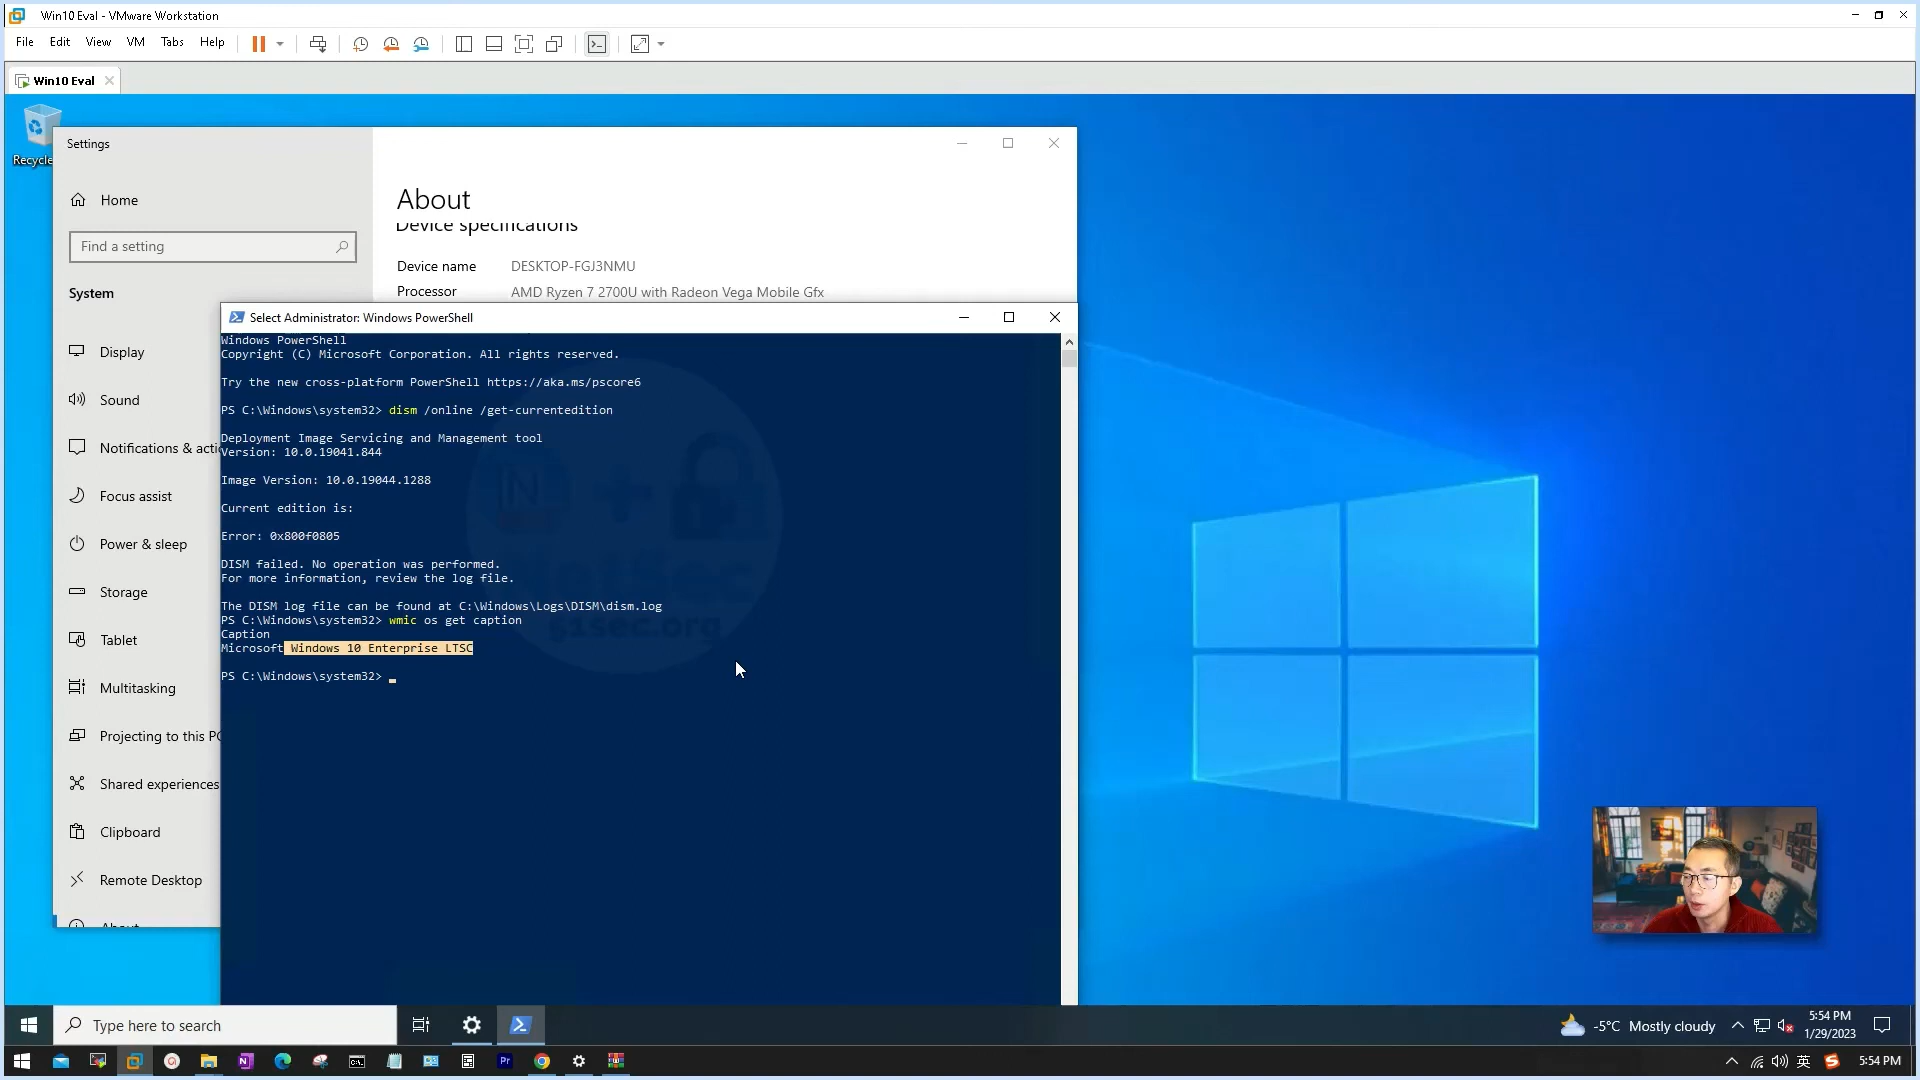 Win10 Eval - VMware Workstation
File Edit View VM Tabs Help
Win10 Eval
Recycle
Settings
Home
Find a setting
System
Display
Sound
Notifications & actio
Focus assist
Power & sleep
Storage
Tablet
Multitasking
Projecting to this PC
Shared experiences
Clipboard
Remote Desktop
About
About
Device specifications
Device name DESKTOP-FGJ3NMU
Processor AMD Ryzen 7 2700U with Radeon Vega Mobile Gfx
Select Administrator: Windows PowerShell
Windows PowerShell
Copyright (C) Microsoft Corporation. All rights reserved.
Try the new cross-platform PowerShell https://aka.ms/pscore6
PS C:\Windows\system32> dism /online /get-currentedition
Deployment Image Servicing and Management tool
Version: 10.0.19041.844
Image Version: 10.0.19044.1288
Current edition is:
Error: 0x800f0805
DISM failed. No operation was performed.
For more information, review the log file.
The DISM log file can be found at C:\Windows\Logs\DISM\dism.log
PS C:\Windows\system32> wmic os get caption
Caption
Microsoft Windows 10 Enterprise LTSC
PS C:\Windows\system32>
NetSec
51sec.org
Type here to search
-5°C Mostly cloudy
5:54 PM
1/29/2023
英
5:54 PM